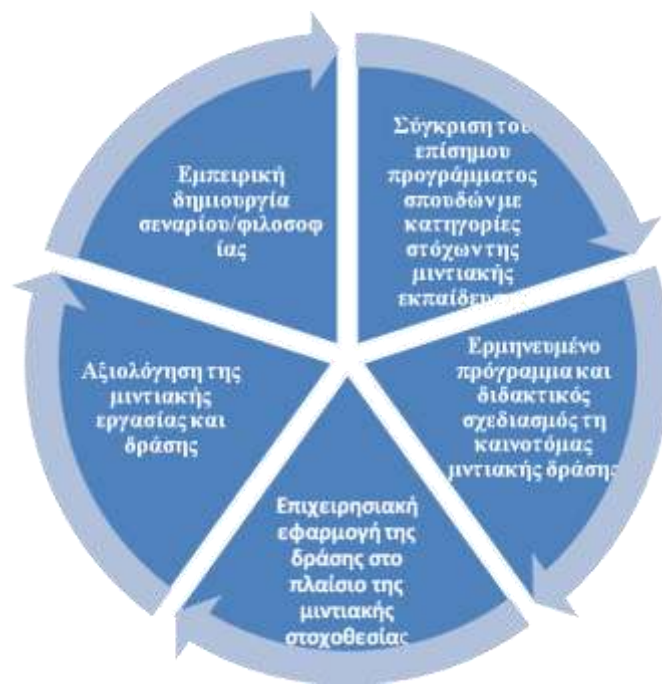 Σύγκριση του
επίσημου
προγράμματος
σπουδών με
κατηγορίες
στόχων της
μιντιακής
εκπαίδευσης
Ερμηνευμένο
πρόγραμμα και
διδακτικός
σχεδιασμός τη
καινοτόμας
μντιακής δράσης
Επιχειρησιακή
εφαρμογή της
δράσης στο
πλαίσιο της
μιντιακής
στοχοθεσίας
Αξιολόγηση της
μιντιακής
εργασίας και
δράσης
Εμπειρική
δημιουργία
σεναρίου/φιλοσοφ
ίας